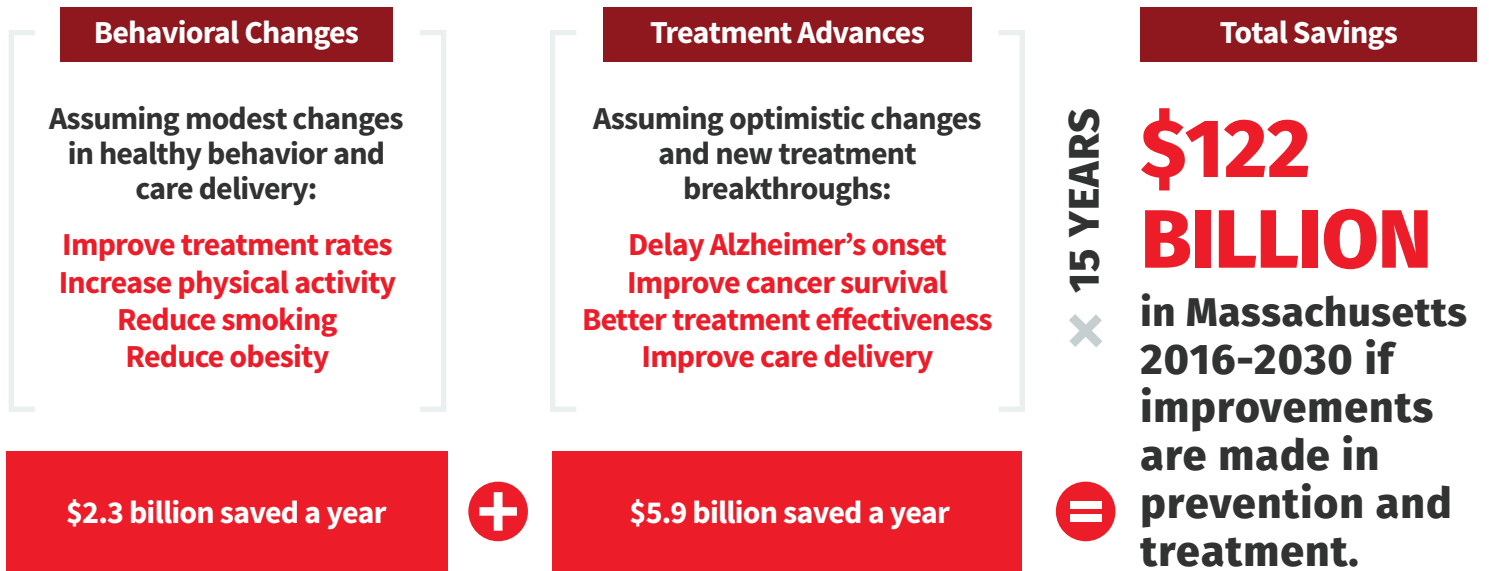 Behavioral Changes
Assuming modest changes
in healthy behavior and
care delivery:
Improve treatment rates
Increase physical activity
Reduce smoking
Reduce obesity
$2.3 billion saved a year
+
Treatment Advances
Assuming optimistic changes
and new treatment
breakthroughs:
Delay Alzheimer’s onset
Improve cancer survival
Better treatment effectiveness
Improve care delivery
$5.9 billion saved a year
× 15 YEARS
=
Total Savings
$122
BILLION
in Massachusetts
2016-2030 if
improvements
are made in
prevention and
treatment.